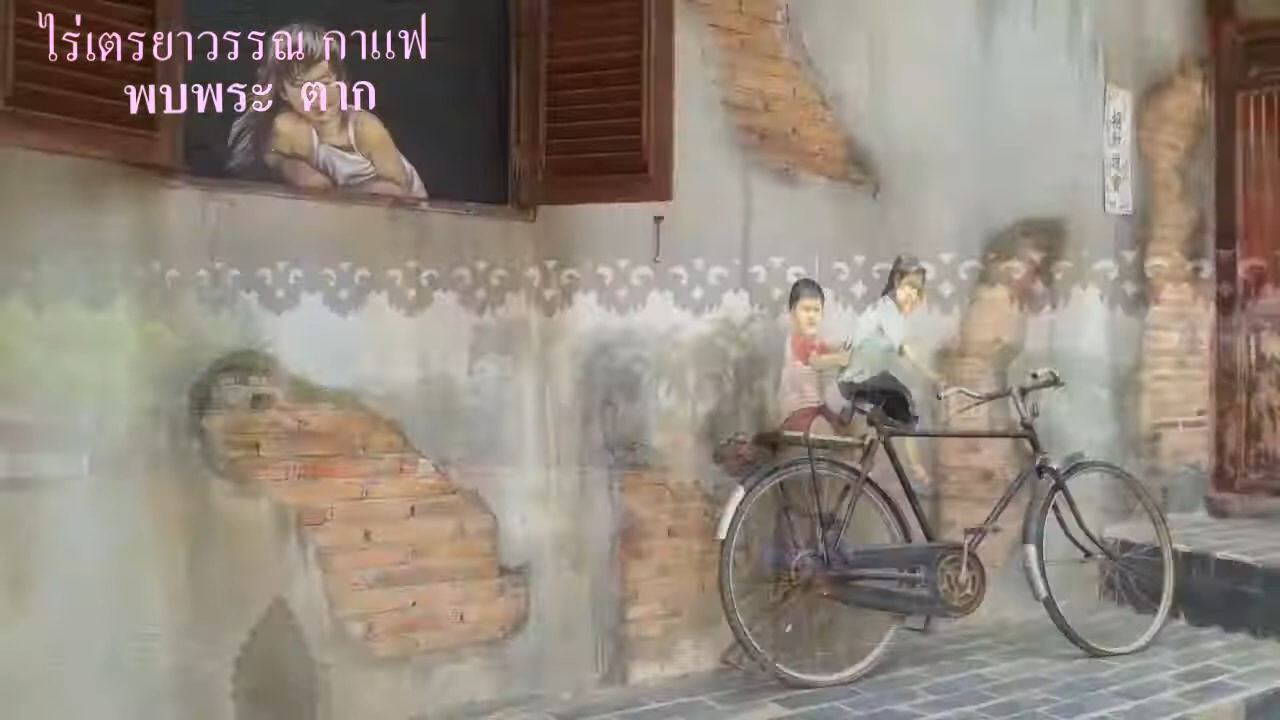 ไร่เตรยาวรรณ กาแฟ
พบพระ ตาก